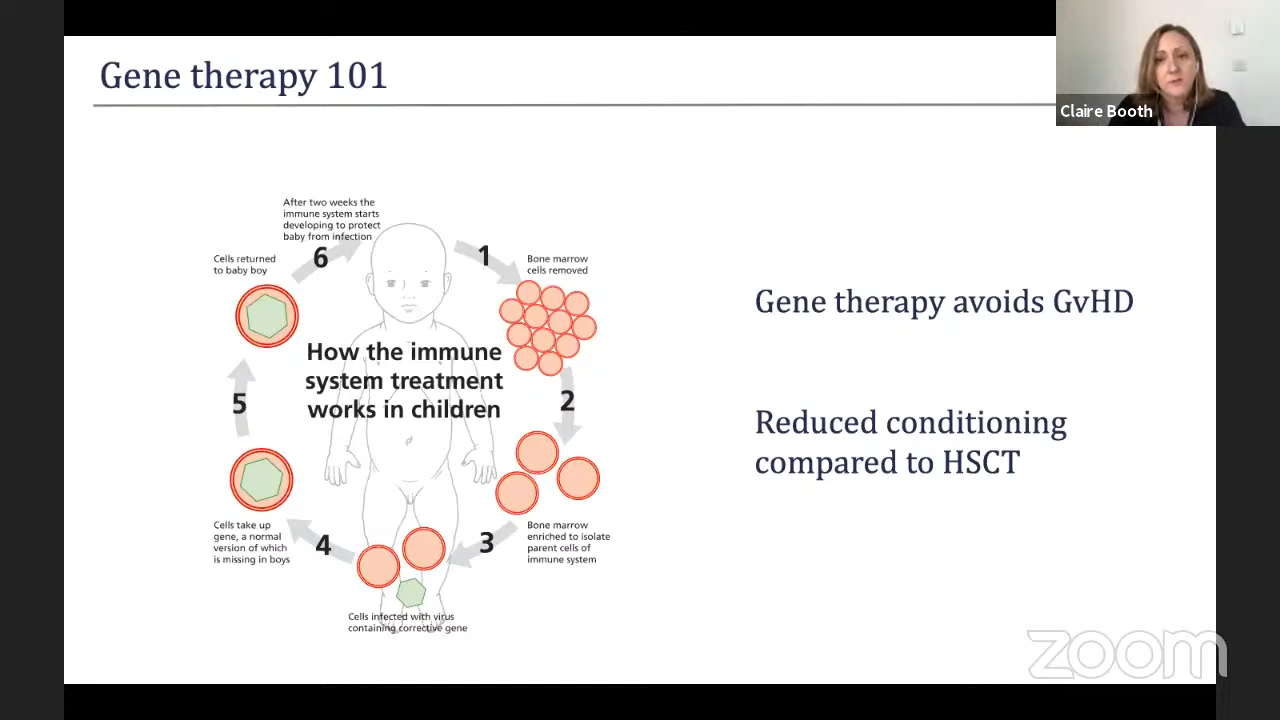 Gene therapy 101
Claire Booth
After two weeks the
immune system starts
developing to protect
baby from infection
6
1
Cells returned
to baby boy
Bone marrow
cells removed
How the immune
system treatment
works in children
5
2
Cells take up
gene, a normal
version of which
is missing in boys
4
3
Bone marrow
enriched to isolate
parent cells of
immune system
Cells infected with virus
containing corrective gene
Gene therapy avoids GvHD
Reduced conditioning
compared to HSCT
zoom